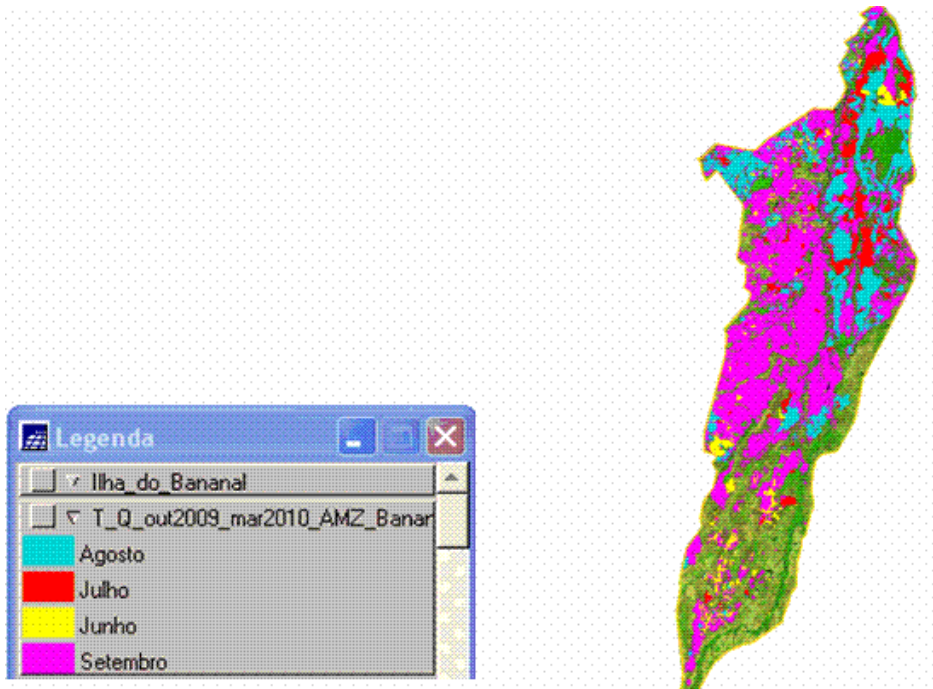 Legenda
Ilha_do_Bananal
T_Q_out2009_mar2010_AMZ_Banar
Agosto
Julho
Junho
Setembro